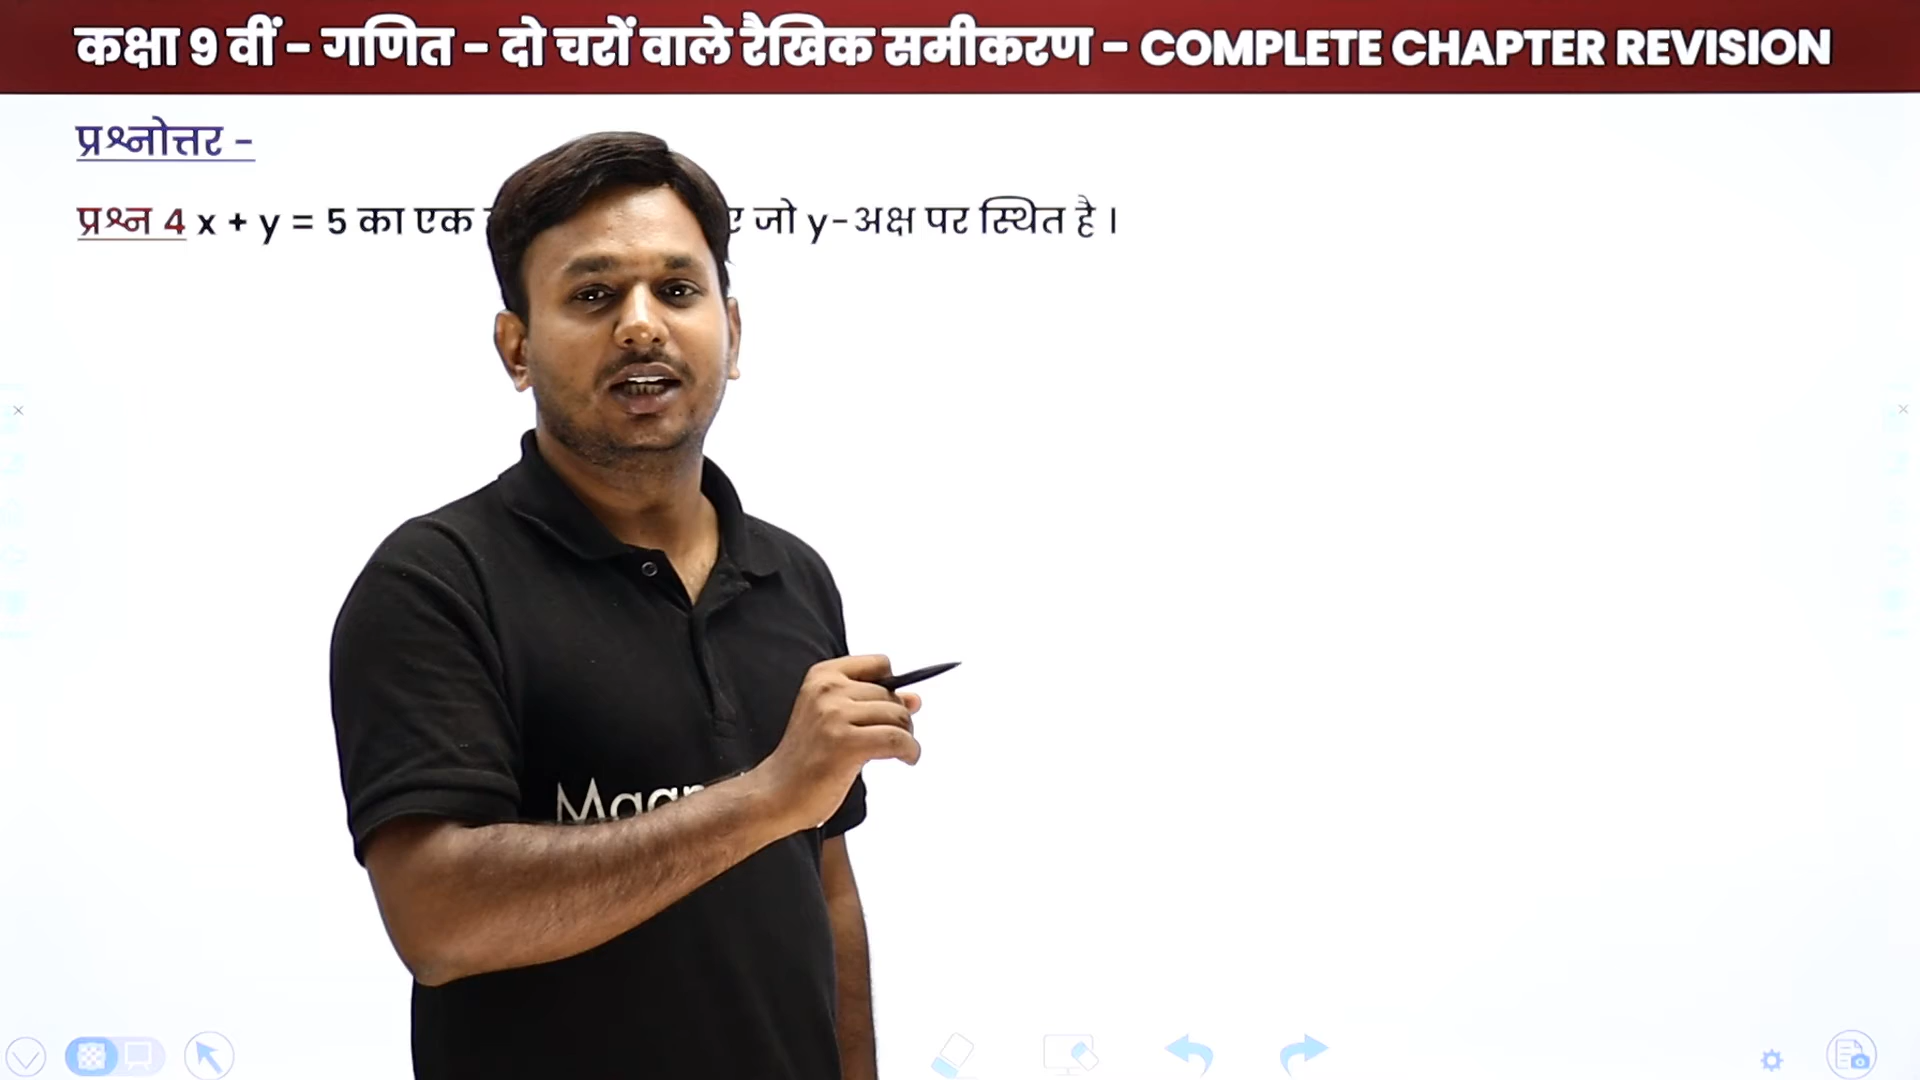 कक्षा 9 वीं - गणित - दो चरों वाले रैखिक समीकरण - COMPLETE CHAPTER REVISION
प्रश्नोत्तर -
प्रश्न 4 x + y = 5 का एक जो y-अक्ष पर स्थित है ।